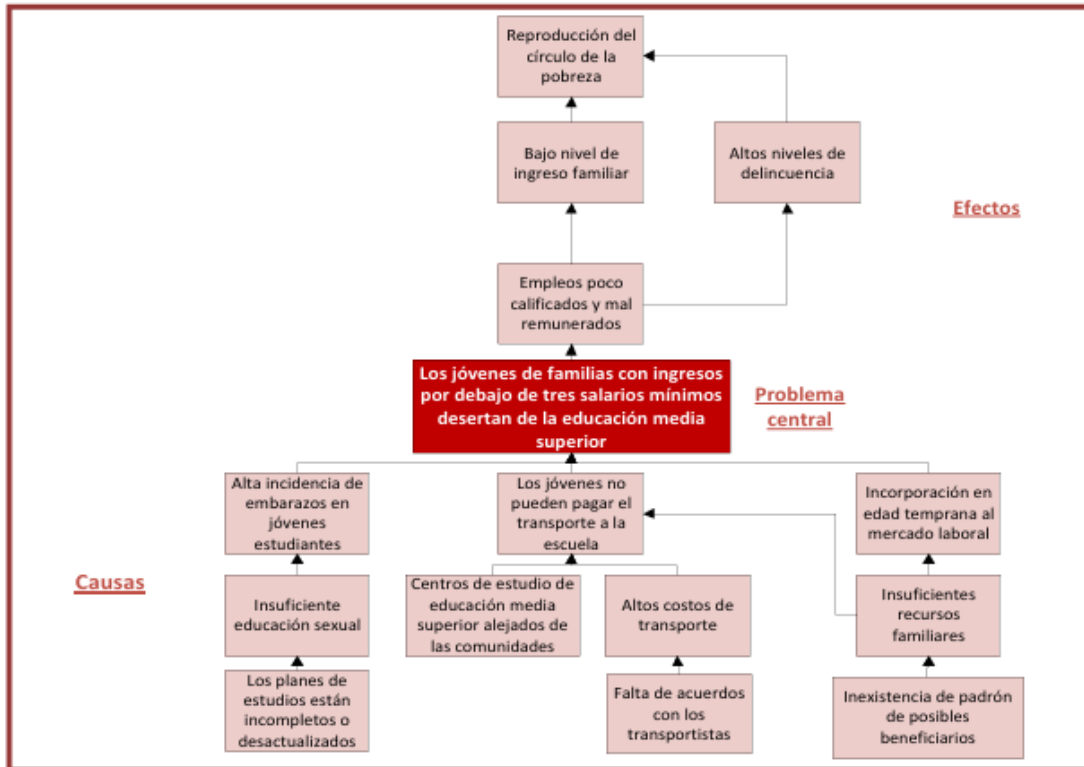 Reproducción del
círculo de la
pobreza
Bajo nivel de
ingreso familiar
Altos niveles de
delincuencia
Efectos
Empleos poco
calificados y mal
remunerados
Los jóvenes de familias con ingresos
por debajo de tres salarios mínimos
desertan de la educación media
superior
Problema
central
Alta incidencia de
embarazos en
jóvenes
estudiantes
Los jóvenes no
pueden pagar el
transporte a la
escuela
Incorporación en
edad temprana al
mercado laboral
Causas
Insuficiente
educación sexual
Centros de estudio de
educación media
superior alejados de
las comunidades
Altos costos de
transporte
Insuficientes
recursos
familiares
Los planes de
estudios están
incompletos o
desactualizados
Falta de acuerdos
con los
transportistas
Inexistencia de padrón
de posibles
beneficiarios